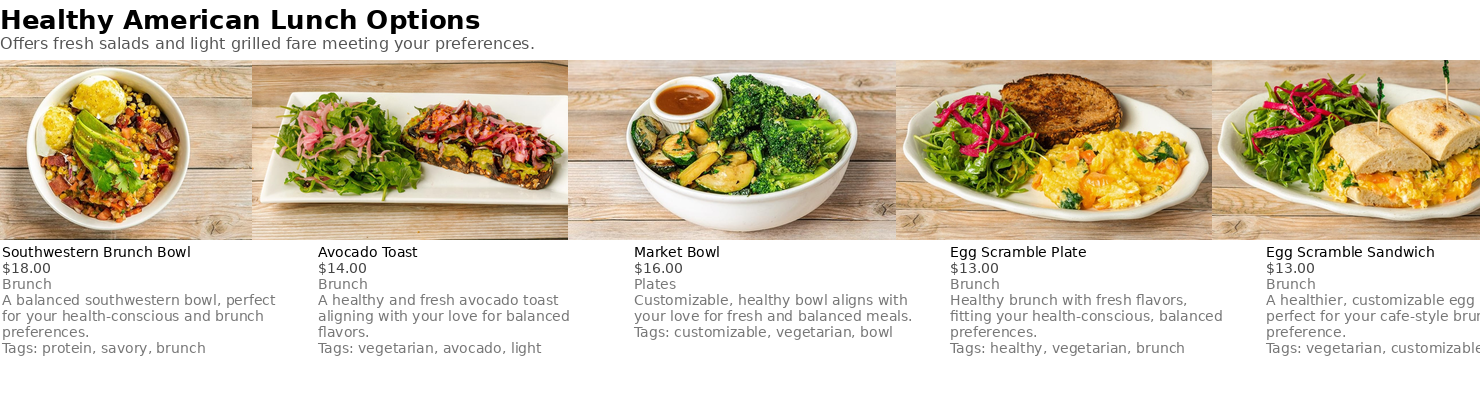 Healthy American Lunch Options
Offers fresh salads and light grilled fare meeting your preferences.
Southwestern Brunch Bowl
$18.00
Brunch
A balanced southwestern bowl, perfect
for your health-conscious and brunch
preferences.
Tags: protein, savory, brunch
Avocado Toast
$14.00
Brunch
A healthy and fresh avocado toast
aligning with your love for balanced
flavors.
Tags: vegetarian, avocado, light
Market Bowl
$16.00
Plates
Customizable, healthy bowl aligns with
your love for fresh and balanced meals.
Tags: customizable, vegetarian, bowl
Egg Scramble Plate
$13.00
Brunch
Healthy brunch with fresh flavors,
fitting your health-conscious, balanced
preferences.
Tags: healthy, vegetarian, brunch
Egg Scramble Sandwich
$13.00
Brunch
A healthier, customizable egg
perfect for your cafe-style
preference.
Tags: vegetarian, customizable